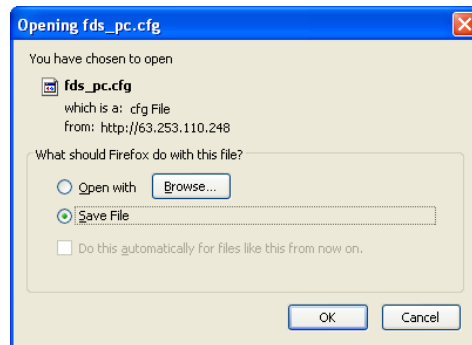 Opening fds_pc.cfg
You have chosen to open
fds_pc.cfg
which is a: cfg File
from: http://63.253.110.248
What should Firefox do with this file?
Open with Browse...
Save File
Do this automatically for files like this from now on.
OK Cancel